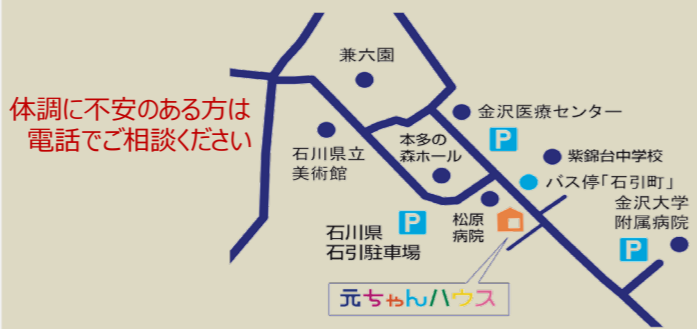 体調に不安のある方は
電話でご相談ください
兼六園
金沢医療センター
P
石川県立
美術館
本多の
森ホール
紫錦台中学校
バス停「石引町」
金沢大学
附属病院
P
松原
病院
石川県
石引駐車場
P
元ちゃんハウス